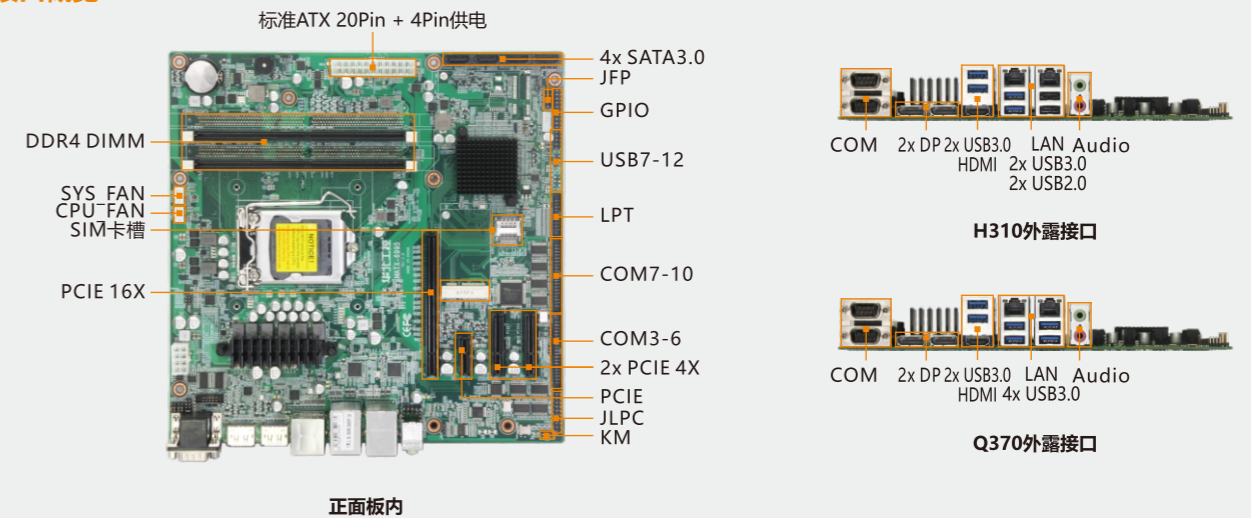 标准ATX 20Pin + 4Pin供电
4x SATA3.0
JFP
GPIO
DDR4 DIMM
USB7-12
SYS_FAN
CPU_FAN
SIM卡槽
LPT
COM7-10
PCIE 16X
COM3-6
2x PCIE 4X
PCIE
JLPC
KM
NOTICE!
正面板内
COM
2x DP
2x USB3.0
HDMI
LAN
2x USB3.0
2x USB2.0
Audio
H310外露接口
COM
2x DP
2x USB3.0
HDMI
LAN
4x USB3.0
Audio
Q370外露接口